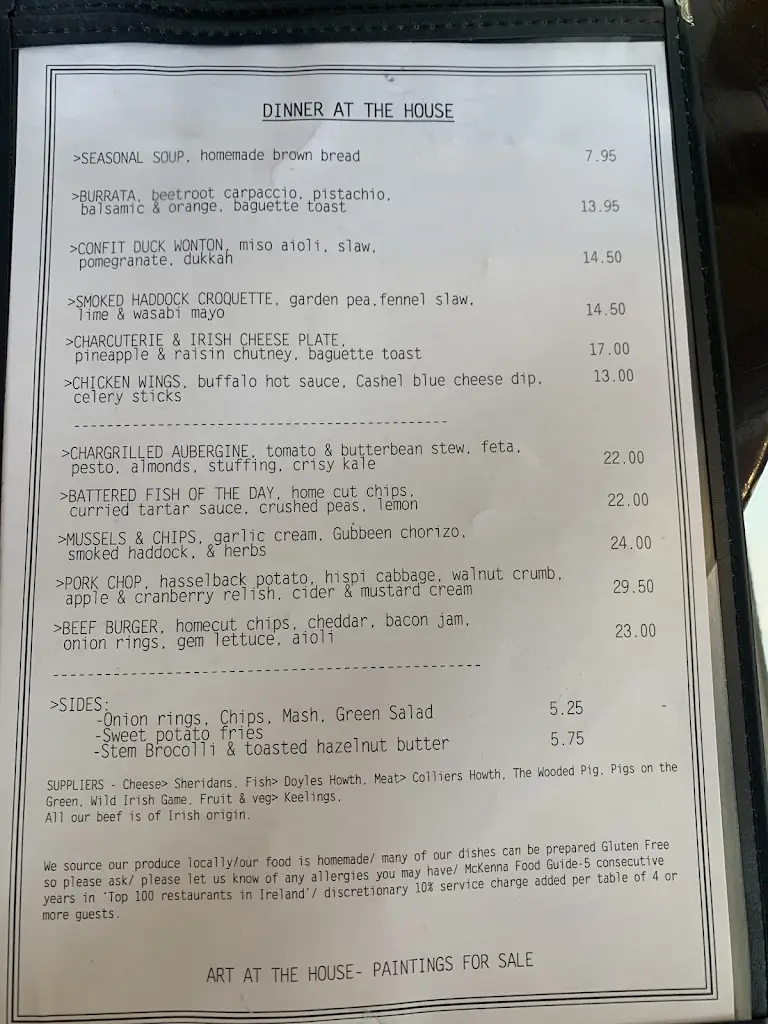 DINNER AT THE HOUSE
>SEASONAL SOUP, homemade brown bread 7.95
>BURRATA, beetroot carpaccio, pistachio,
balsamic & orange, baguette toast 13.95
>CONFIT DUCK WONTON, miso aioli, slaw,
pomegranate, dukkah 14.50
>SMOKED HADDOCK CROQUETTE, garden pea,fennel slaw,
lime & wasabi mayo 14.50
>CHARCUTERIE & IRISH CHEESE PLATE,
pineapple & raisin chutney, baguette toast 17.00
>CHICKEN WINGS, buffalo hot sauce, Cashel blue cheese dip, 13.00
celery sticks
>CHARGRILLED AUBERGINE, tomato & butterbean stew, feta,
pesto, almonds, stuffing, crisy kale 22.00
>BATTERED FISH OF THE DAY, home cut chips,
curried tartar sauce, crushed peas, lemon 22.00
>MUSSELS & CHIPS, garlic cream, Gubbeen chorizo,
smoked haddock, & herbs 24.00
>PORK CHOP, hasselback potato, hispi cabbage, walnut crumb,
apple & cranberry relish, cider & mustard cream 29.50
>BEEF BURGER, homecut chips, cheddar, bacon jam,
onion rings, gem lettuce, aioli 23.00
>SIDES:
-Onion rings, Chips, Mash, Green Salad 5.25 -
-Sweet potato fries
-Stem Brocolli & toasted hazelnut butter 5.75
SUPPLIERS - Cheese> Sheridans, Fish> Doyles Howth, Meat> Colliers Howth, The Wooded Pig, Pigs on the
Green, Wild Irish Game, Fruit & veg> Keelings,
All our beef is of Irish origin.
We source our produce locally/our food is homemade/ many of our dishes can be prepared Gluten Free
so please ask/ please let us know of any allergies you may have/ McKenna Food Guide-5 consecutive
years in 'Top 100 restaurants in Ireland'/ discretionary 10% service charge added per table of 4 or
more guests.
ART AT THE HOUSE- PAINTINGS FOR SALE